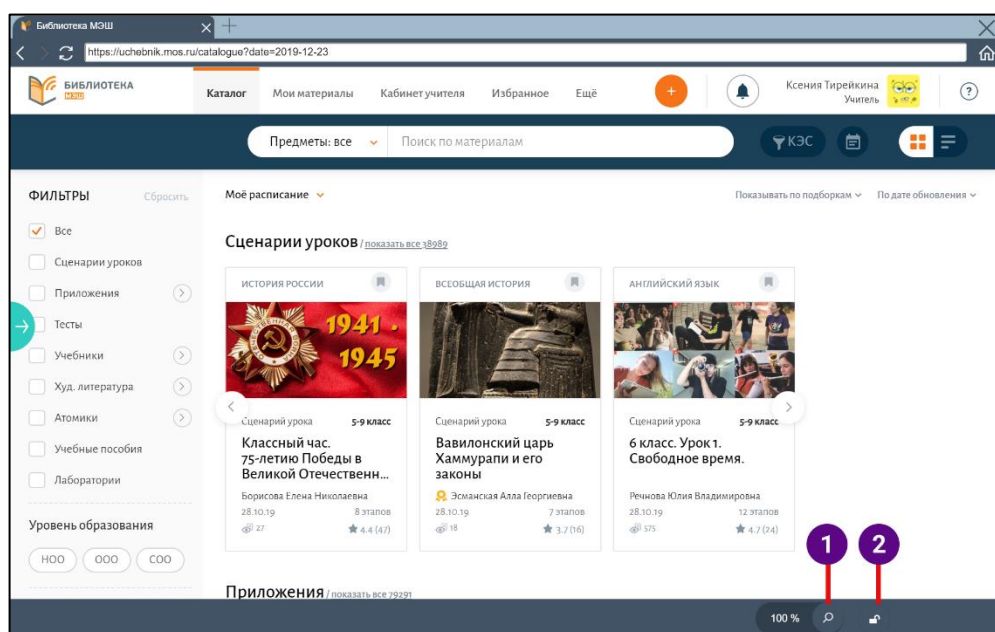 Библиотека МЭШ
https://uchebnik.mos.ru/catalogue?date=2019-12-23
БИБЛИОТЕКА
МЭШ
Каталог Мои материалы Кабинет учителя Избранное Ещё
+
Ксения Тирейкина
Учитель
?
Предметы: все Поиск по материалам КЭС
ФИЛЬТРЫ Сбросить
Моё расписание Показывать по подборкам По дате обновления
Все
Сценарии уроков
Приложения
Тесты
Учебники
Худ. литература
Атомики
Учебные пособия
Лаборатории
Уровень образования
НОО ООО СОО
Сценарии уроков / показать все 38989
ИСТОРИЯ РОССИИ
1941 -
1945
Сценарий урока 5-9 класс
Классный час.
75-летию Победы в
Великой Отечественн...
Борисова Елена Николаевна
28.10.19 8 этапов
27 4.4 (47)
ВСЕОБЩАЯ ИСТОРИЯ
Сценарий урока 5-9 класс
Вавилонский царь
Хаммурапи и его
законы
Эсманская Алла Георгиевна
28.10.19 7 этапов
18 3.7 (16)
АНГЛИЙСКИЙ ЯЗЫК
Сценарий урока 5-9 класс
6 класс. Урок 1.
Свободное время.
Речнова Юлия Владимировна
28.10.19 12 этапов
575 4.7 (24)
Приложения / показать все 79291
1 2
100 %